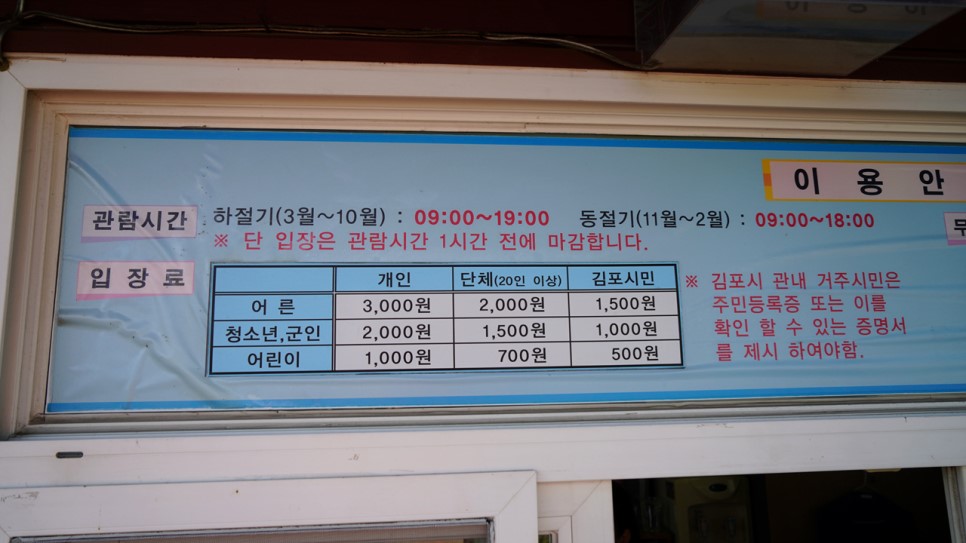 이 용 안
관람시간 하절기(3월~10월) : 09:00~19:00 동절기(11월~2월) : 09:00~18:00
※ 단 입장은 관람시간 1시간 전에 마감합니다.
입 장 료
개인 단체(20인 이상) 김포시민
어 른 3,000원 2,000원 1,500원
청소년,군인 2,000원 1,500원 1,000원
어린이 1,000원 700원 500원
※ 김포시 관내 거주시민은
주민등록증 또는 이를
확인 할 수 있는 증명서
를 제시 하여야함.